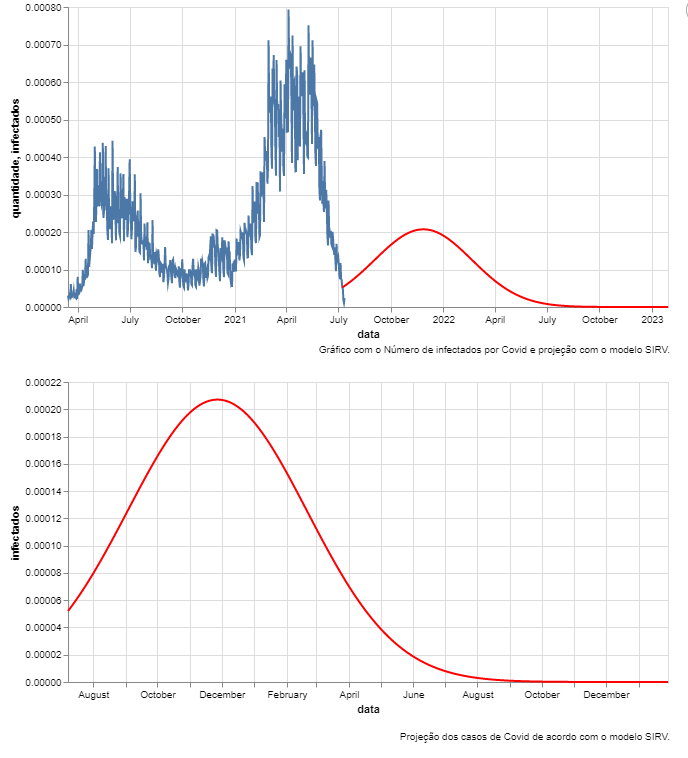 0.00080
0.00070
0.00060
0.00050
0.00040
0.00030
0.00020
0.00010
0.00000
quantidade, infectados
April July October 2021 April July October 2022 April July October 2023
data
Gráfico com o Número de infectados por Covid e projeção com o modelo SIRV.
0.00022
0.00020
0.00018
0.00016
0.00014
0.00012
0.00010
0.00008
0.00006
0.00004
0.00002
0.00000
infectados
August October December February April June August October December
data
Projeção dos casos de Covid de acordo com o modelo SIRV.